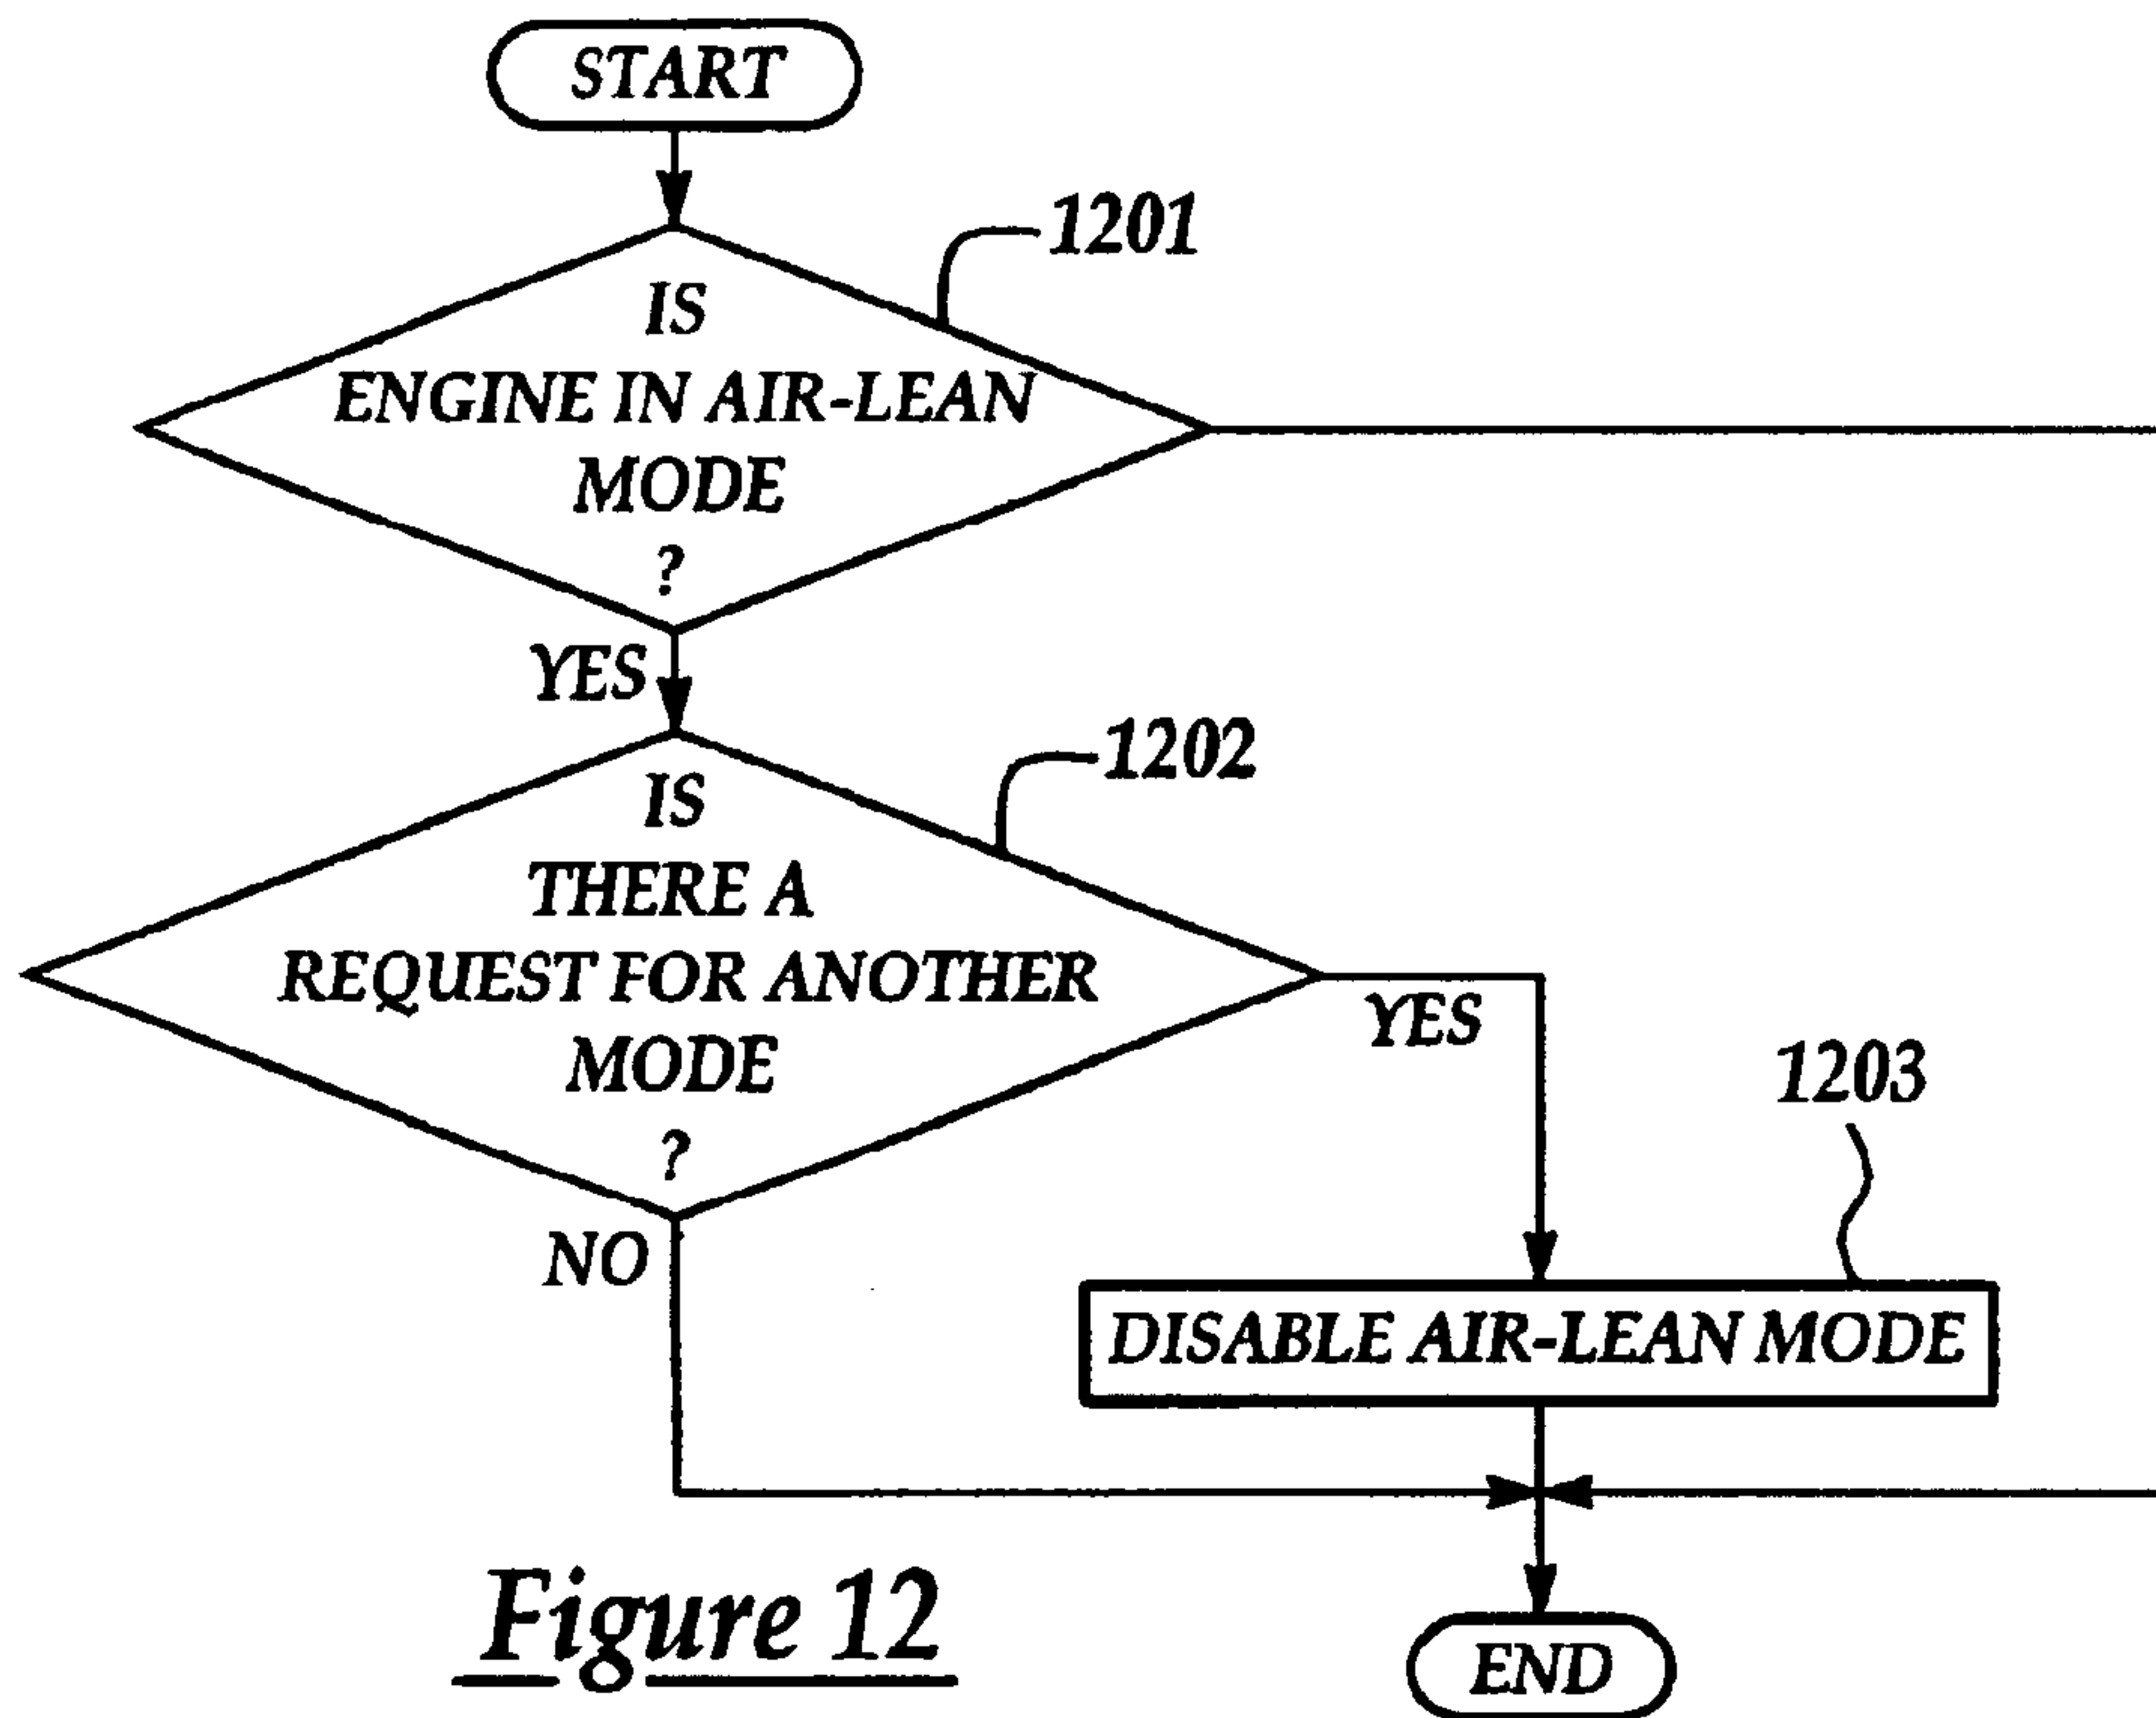 START
1201
IS
ENGINE IN AIR-LEAN
MODE
?
YES
1202
IS
THERE A
REQUEST FOR ANOTHER
MODE
?
YES
1203
NO
DISABLE AIR-LEAN MODE
Figure 12
END